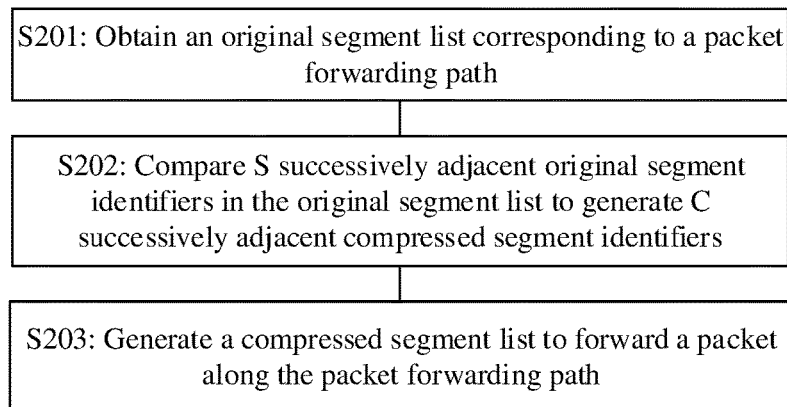 S201: Obtain an original segment list corresponding to a packet
forwarding path
S202: Compare S successively adjacent original segment
identifiers in the original segment list to generate C
successively adjacent compressed segment identifiers
S203: Generate a compressed segment list to forward a packet
along the packet forwarding path